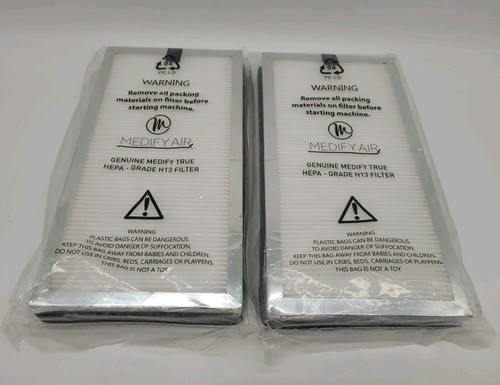 04
PE-LD
WARNING
Remove all packing
materials on filter before
starting machine.
M
MEDIFY AIR
GENUINE MEDIFY TRUE
HEPA - GRADE H13 FILTER
WARNING
PLASTIC BAGS CAN BE DANGEROUS.
TO AVOID DANGER OF SUFFOCATION,
KEEP THIS BAG AWAY FROM BABIES AND CHILDREN.
DO NOT USE IN CRIBS, BEDS, CARRIAGES OR PLAYPENS.
THIS BAG IS NOT A TOY.
04
PE-LD
WARNING
Remove all packing
materials on filter before
starting machine.
M
MEDIFY AIR
GENUINE MEDIFY TRUE
HEPA - GRADE H13 FILTER
WARNING
PLASTIC BAGS CAN BE DANGEROUS.
TO AVOID DANGER OF SUFFOCATION,
KEEP THIS BAG AWAY FROM BABIES AND CHILDREN.
DO NOT USE IN CRIBS, BEDS, CARRIAGES OR PLAYPENS.
THIS BAG IS NOT A TOY.